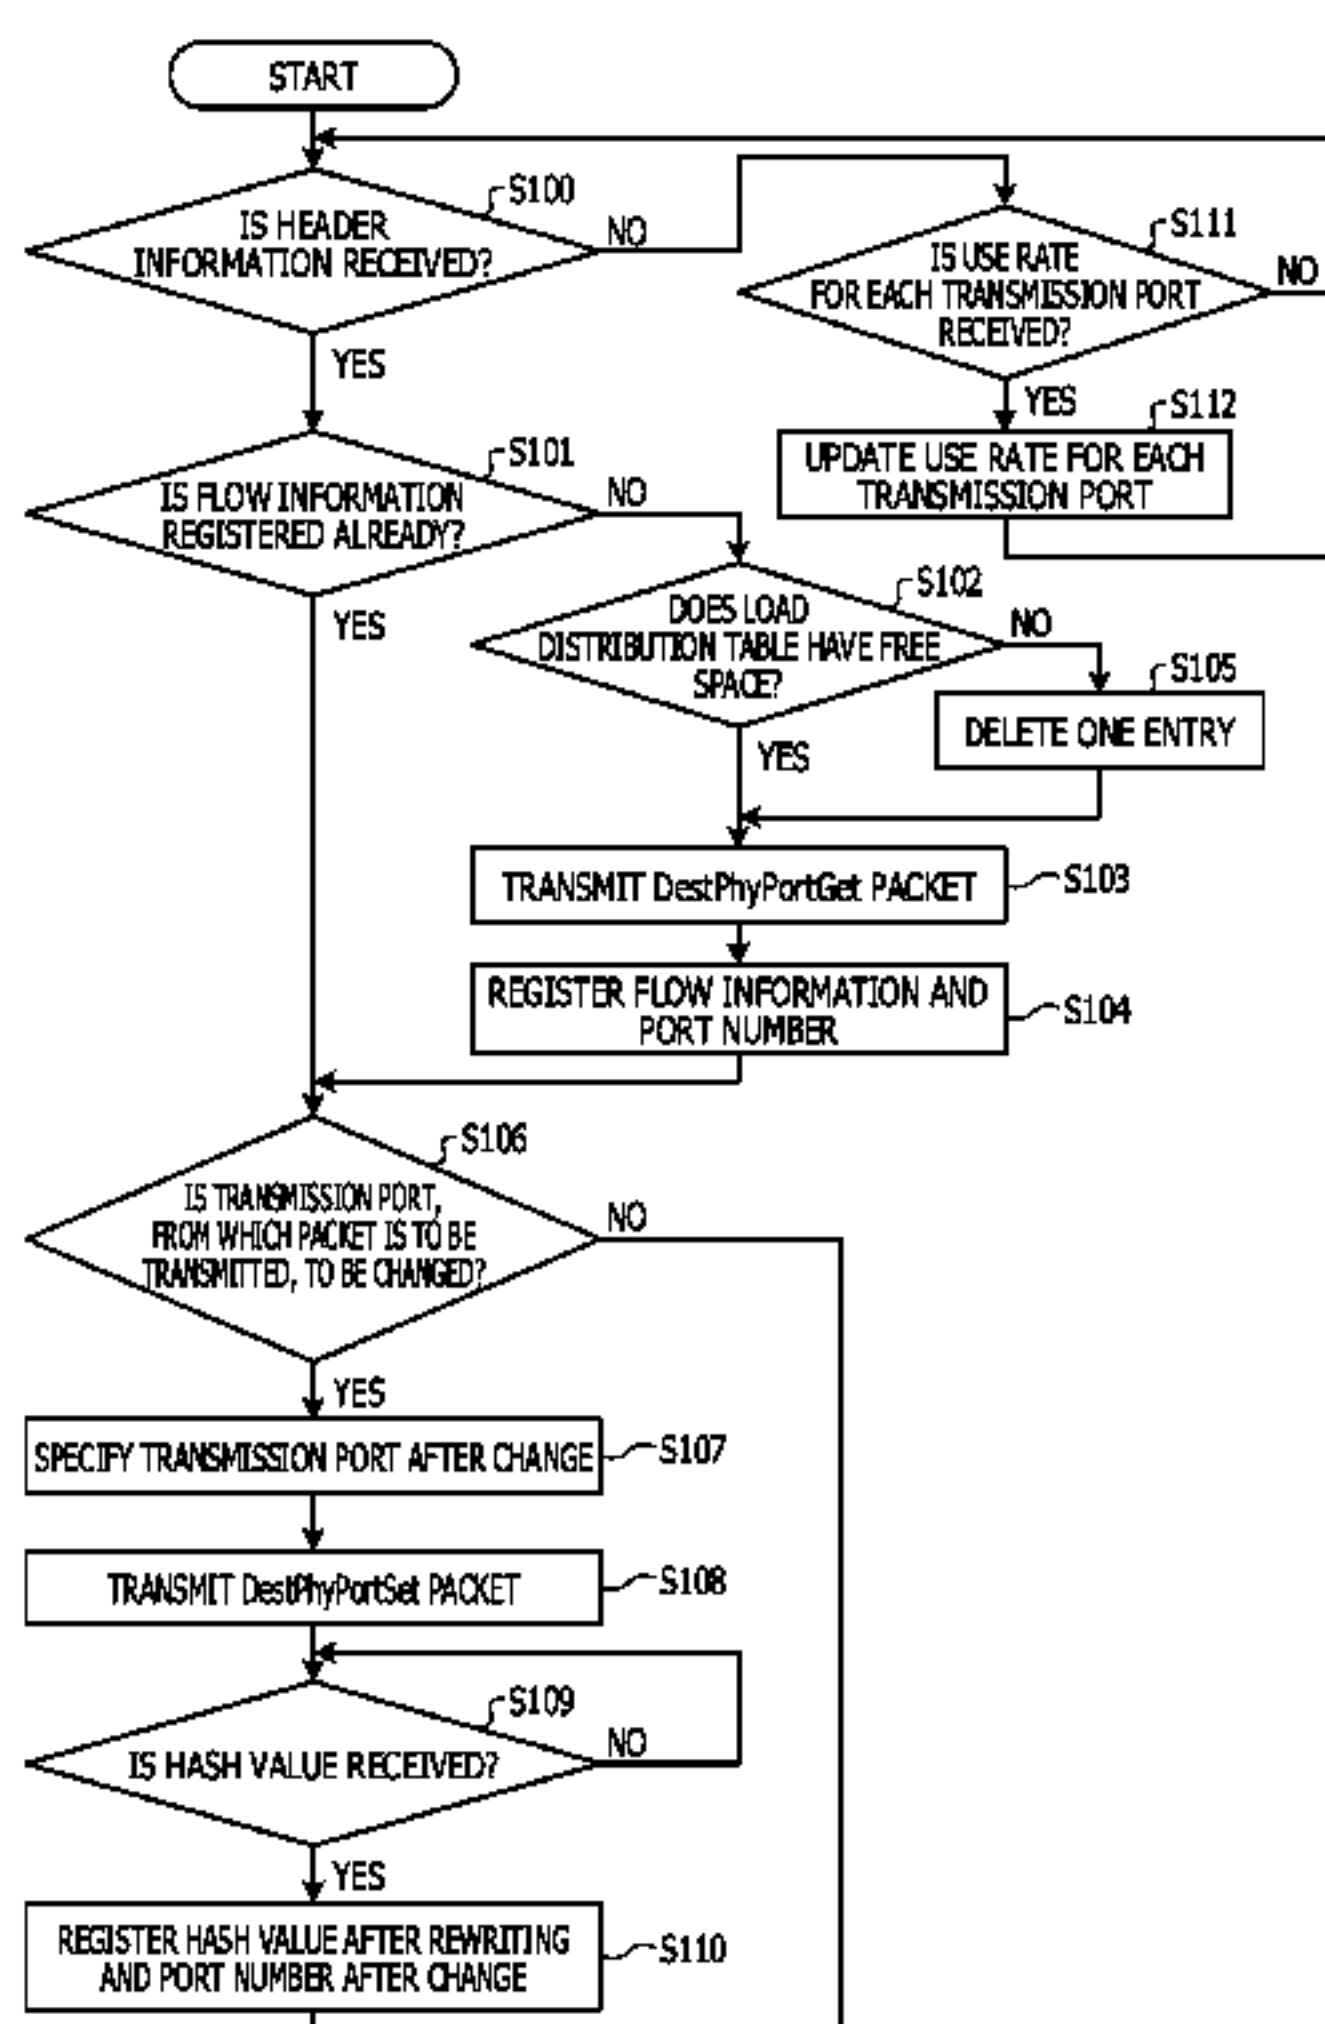 START
S100
IS HEADER
INFORMATION RECEIVED?
NO
YES
S111
IS USE RATE
FOR EACH TRANSMISSION PORT
RECEIVED?
NO
YES
S112
UPDATE USE RATE FOR EACH
TRANSMISSION PORT
S101
IS FLOW INFORMATION
REGISTERED ALREADY?
NO
YES
S102
DOES LOAD
DISTRIBUTION TABLE HAVE FREE
SPACE?
NO
YES
S105
DELETE ONE ENTRY
TRANSMIT DestPhyPortGet PACKET
S103
REGISTER FLOW INFORMATION AND
PORT NUMBER
S104
S106
IS TRANSMISSION PORT,
FROM WHICH PACKET IS TO BE
TRANSMITTED, TO BE CHANGED?
NO
YES
SPECIFY TRANSMISSION PORT AFTER CHANGE
S107
TRANSMIT DestPhyPortSet PACKET
S108
S109
IS HASH VALUE RECEIVED?
NO
YES
REGISTER HASH VALUE AFTER REWRITING
AND PORT NUMBER AFTER CHANGE
S110